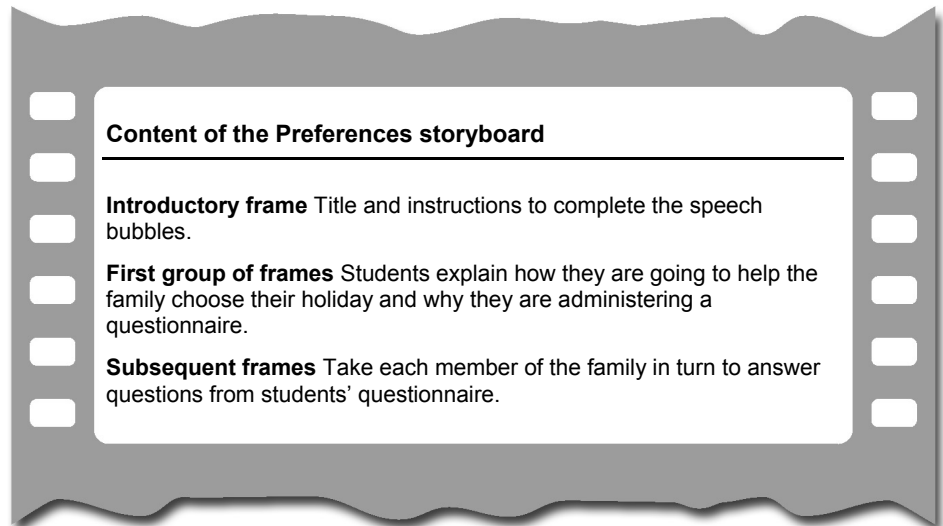 Content of the Preferences storyboard
Introductory frame Title and instructions to complete the speech
bubbles.
First group of frames Students explain how they are going to help the
family choose their holiday and why they are administering a
questionnaire.
Subsequent frames Take each member of the family in turn to answer
questions from students’ questionnaire.